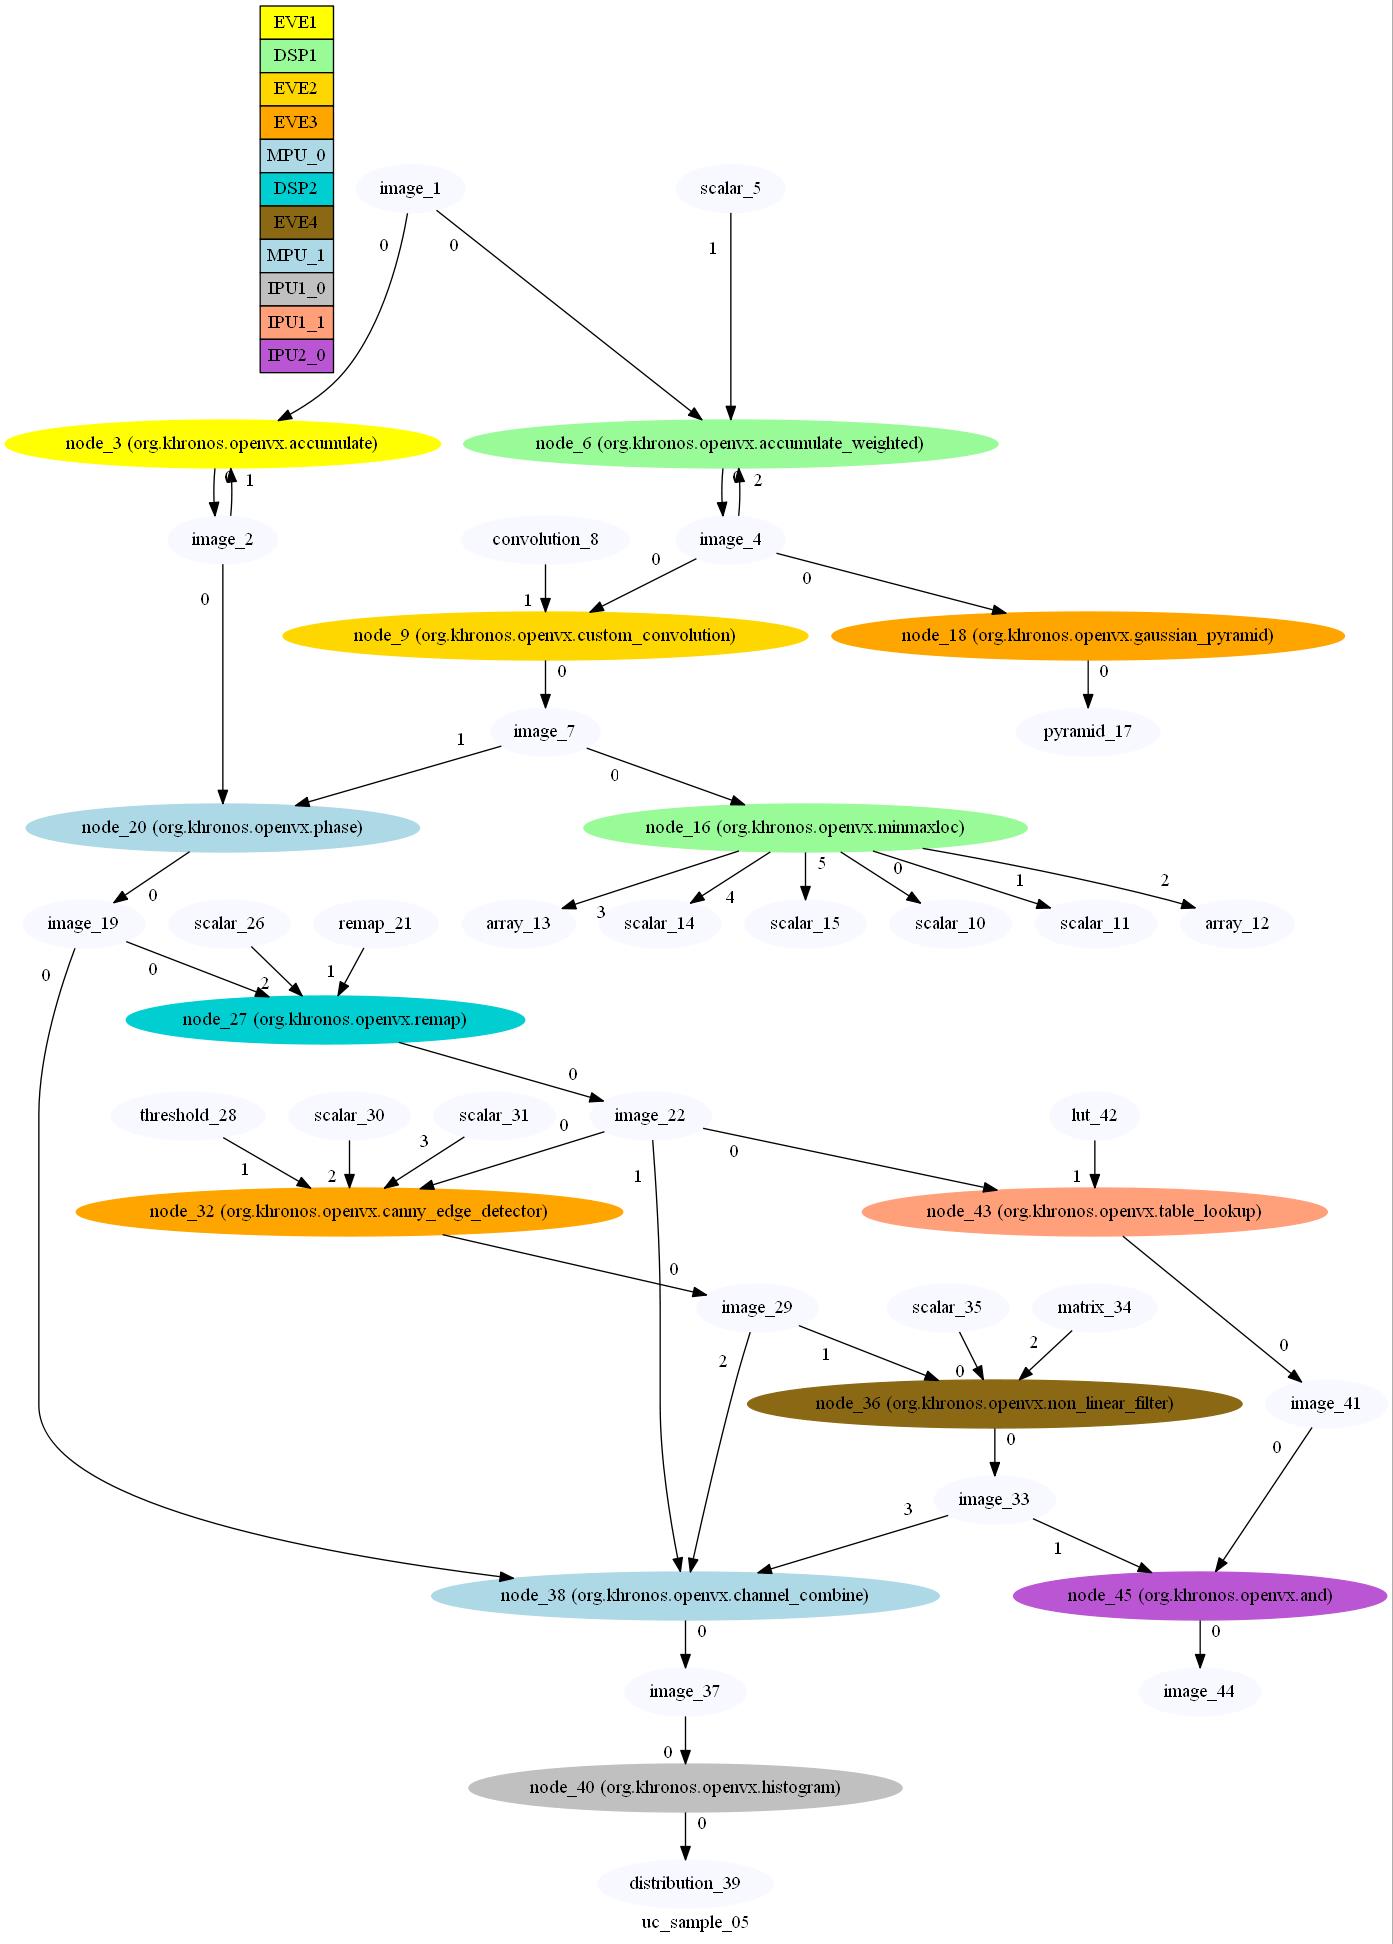 EVE1
DSP1
EVE2
EVE3
MPU_0
DSP2
EVE4
MPU_1
IPU1_0
IPU1_1
IPU2_0
image_1
scalar_5
0
0
1
node_3 (org.khronos.openvx.accumulate)
node_6 (org.khronos.openvx.accumulate_weighted)
0
1
0
2
image_2
convolution_8
image_4
0
1
0
0
node_9 (org.khronos.openvx.custom_convolution)
node_18 (org.khronos.openvx.gaussian_pyramid)
0
0
image_7
pyramid_17
1
0
node_20 (org.khronos.openvx.phase)
node_16 (org.khronos.openvx.minmaxloc)
0
3
4
5
0
1
2
image_19
scalar_26
remap_21
array_13
scalar_14
scalar_15
scalar_10
scalar_11
array_12
0
0
2
1
node_27 (org.khronos.openvx.remap)
0
threshold_28
scalar_30
scalar_31
image_22
lut_42
1
2
3
0
1
0
1
node_32 (org.khronos.openvx.canny_edge_detector)
node_43 (org.khronos.openvx.table_lookup)
0
image_29
scalar_35
matrix_34
2
1
0
2
0
node_36 (org.khronos.openvx.non_linear_filter)
image_41
0
0
image_33
3
1
node_38 (org.khronos.openvx.channel_combine)
node_45 (org.khronos.openvx.and)
0
0
image_37
image_44
0
node_40 (org.khronos.openvx.histogram)
0
distribution_39
uc_sample_05